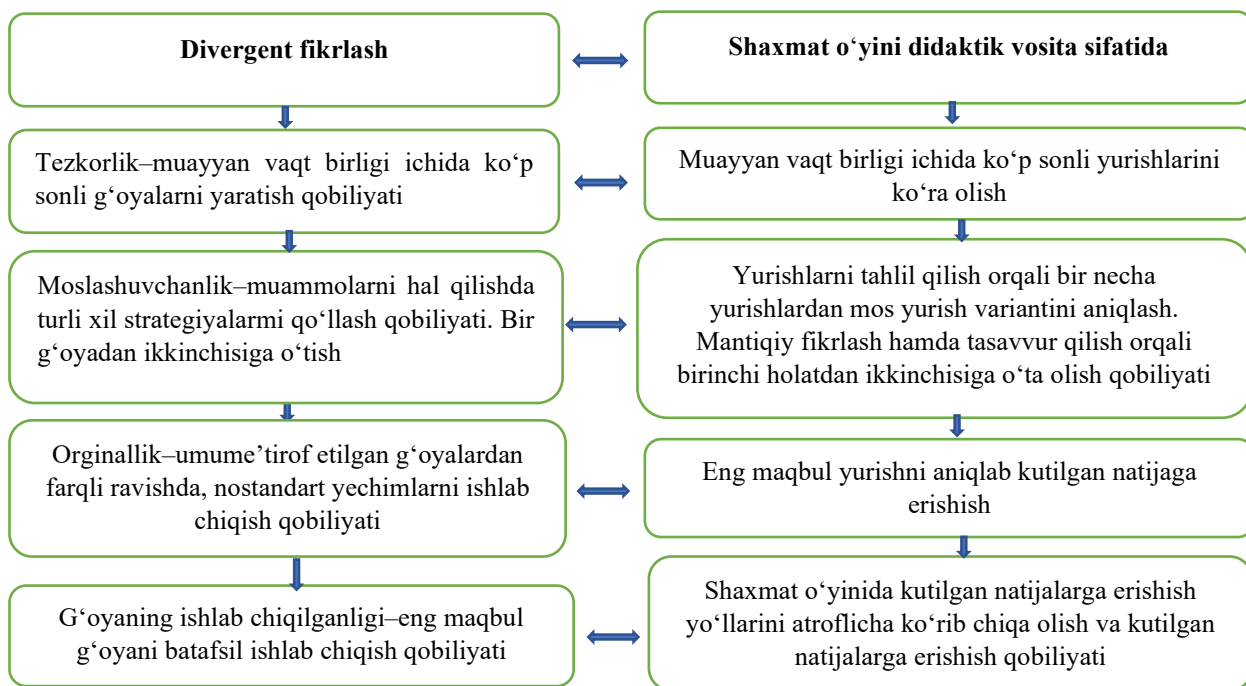 Divergent fikrlash
Shaxmat o‘yini didaktik vosita sifatida
Tezkorlik–muayyan vaqt birligi ichida ko‘p
sonli g‘oyalarni yaratish qobiliyati
Muayyan vaqt birligi ichida ko‘p sonli yurishlarini
ko‘ra olish
Moslashuvchanlik–muammolarni hal qilishda
turli xil strategiyalarmi qo‘llash qobiliyati. Bir
g‘oyadan ikkinchisiga o‘tish
Yurishlarni tahlil qilish orqali bir necha
yurishlardan mos yurish variantini aniqlash.
Mantiqiy fikrlash hamda tasavvur qilish orqali
birinchi holatdan ikkinchisiga o‘ta olish qobiliyati
Orginallik–umume’tirof etilgan g‘oyalardan
farqli ravishda, nostandart yechimlarni ishlab
chiqish qobiliyati
Eng maqbul yurishni aniqlab kutilgan natijaga
erishish
G‘oyaning ishlab chiqilganligi–eng maqbul
g‘oyani batafsil ishlab chiqish qobiliyati
Shaxmat o‘yinida kutilgan natijalarga erishish
yo‘llarini atroflicha ko‘rib chiqa olish va kutilgan
natijalarga erishish qobiliyati